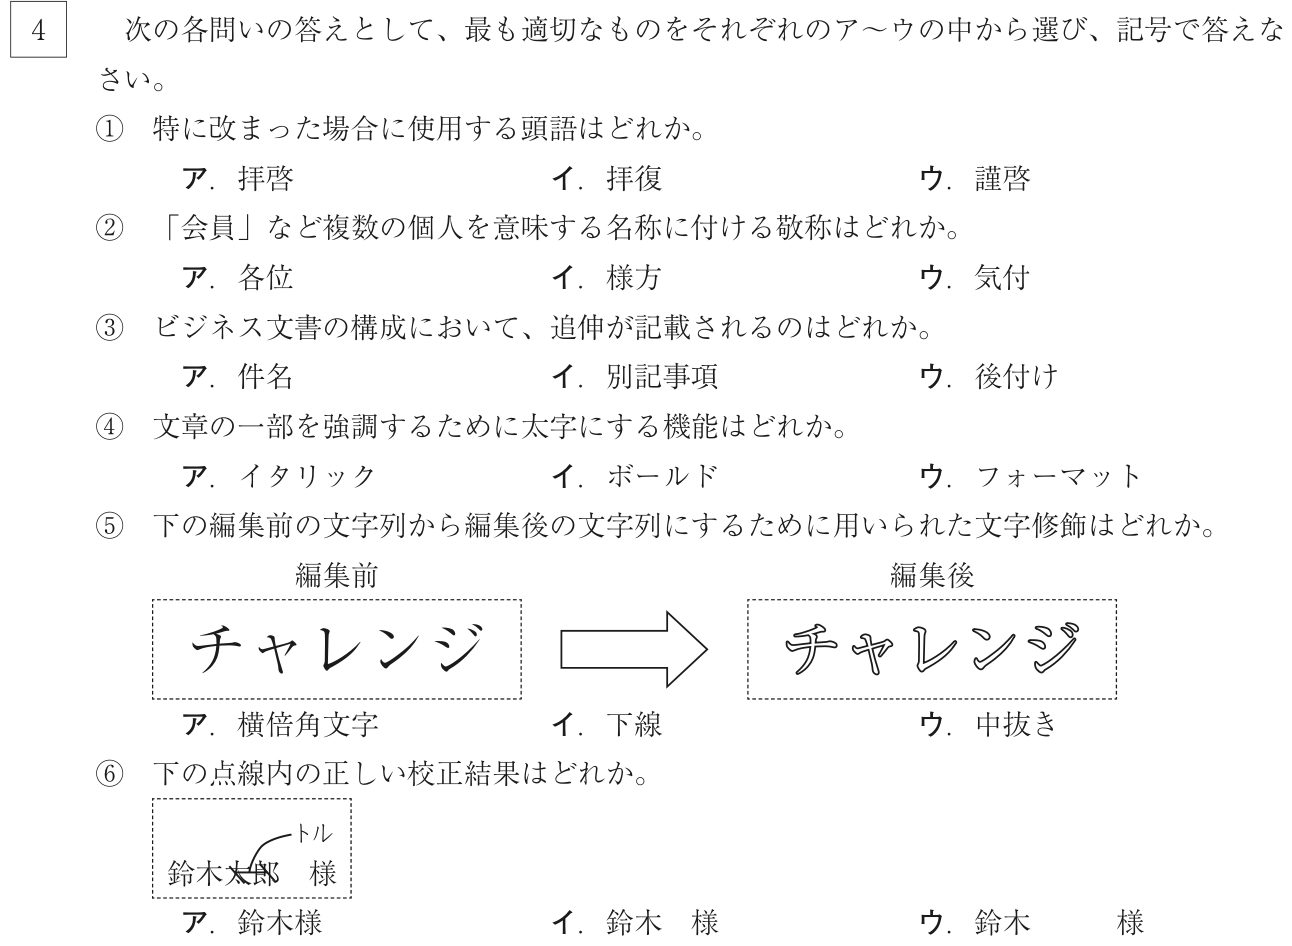 4　次の各問いの答えとして、最も適切なものをそれぞれのア～ウの中から選び、記号で答えな
さい。
①　特に改まった場合に使用する頭語はどれか。
ア．拝啓　イ．拝復　ウ．謹啓
②　「会員」など複数の個人を意味する名称に付ける敬称はどれか。
ア．各位　イ．様方　ウ．気付
③　ビジネス文書の構成において、追伸が記載されるのはどれか。
ア．件名　イ．別記事項　ウ．後付け
④　文章の一部を強調するために太字にする機能はどれか。
ア．イタリック　イ．ボールド　ウ．フォーマット
⑤　下の編集前の文字列から編集後の文字列にするために用いられた文字修飾はどれか。
編集前　編集後
チャレンジ　チャレンジ
ア．横倍角文字　イ．下線　ウ．中抜き
⑥　下の点線内の正しい校正結果はどれか。
トル
鈴木太郎　様
ア．鈴木様　イ．鈴木　様　ウ．鈴木　　　様